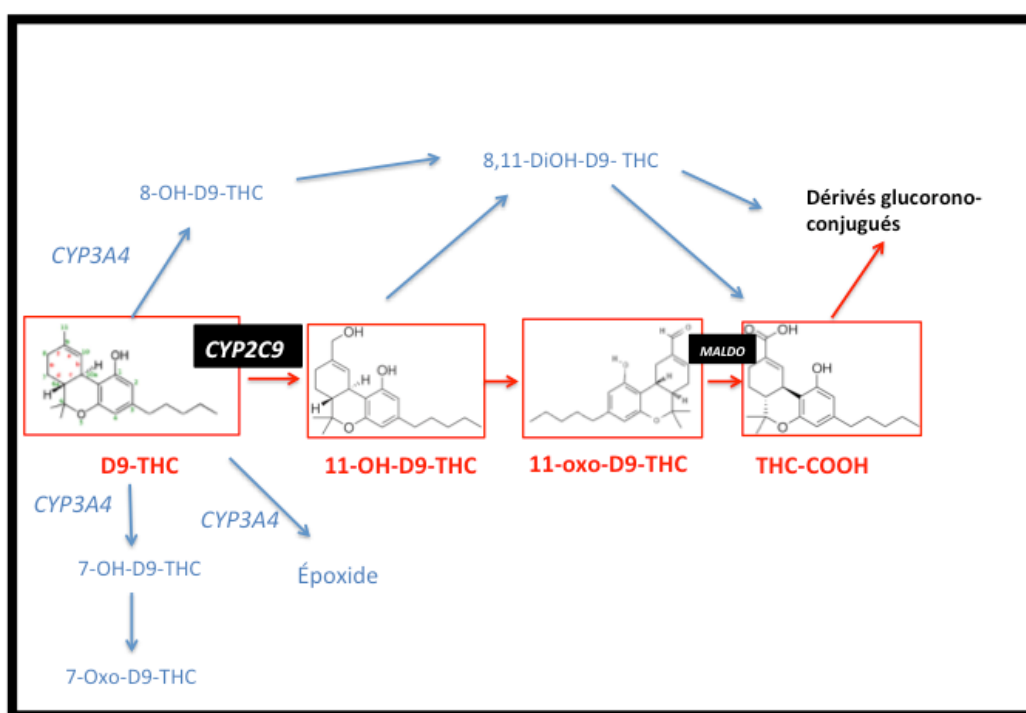 8,11-DiOH-D9- THC
8-OH-D9-THC
Dérivés glucorono-
conjugués
CYP3A4
CYP2C9
MALDO
OH
OH
O
OH
OH
H
H
O
O
H
O
H
H
O
O
OH
OH
O
D9-THC
11-OH-D9-THC
11-oxo-D9-THC
THC-COOH
CYP3A4
CYP3A4
7-OH-D9-THC
Époxide
7-Oxo-D9-THC